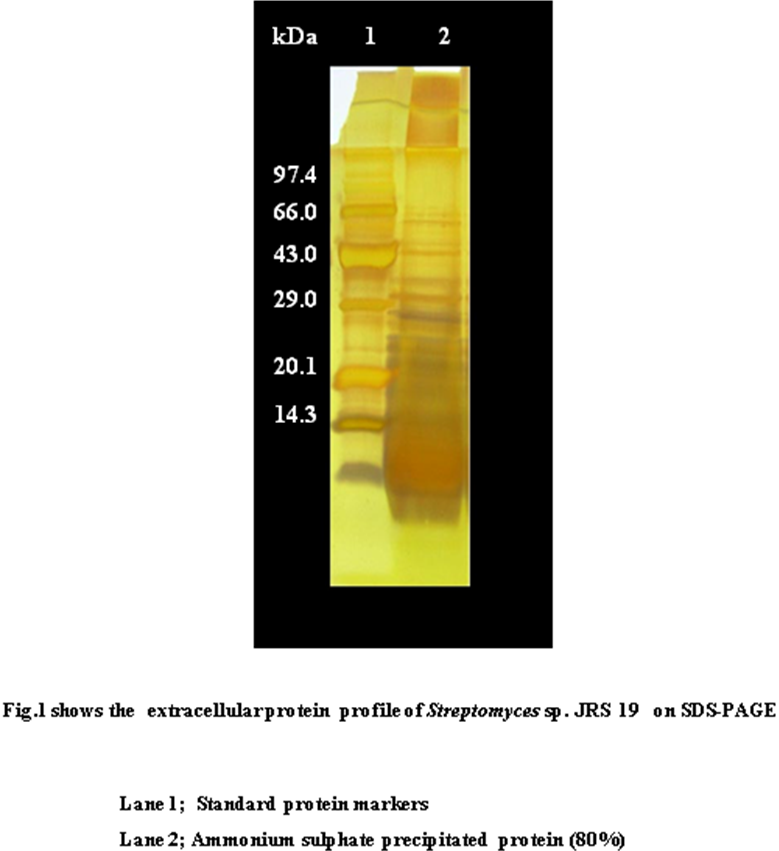 kDa 1 2
97.4
66.0
43.0
29.0
20.1
14.3
Fig.1 shows the extracellular protein profile of Streptomyces sp. JRS 19 on SDS-PAGE
Lane 1; Standard protein markers
Lane 2; Ammonium sulphate precipitated protein (80%)